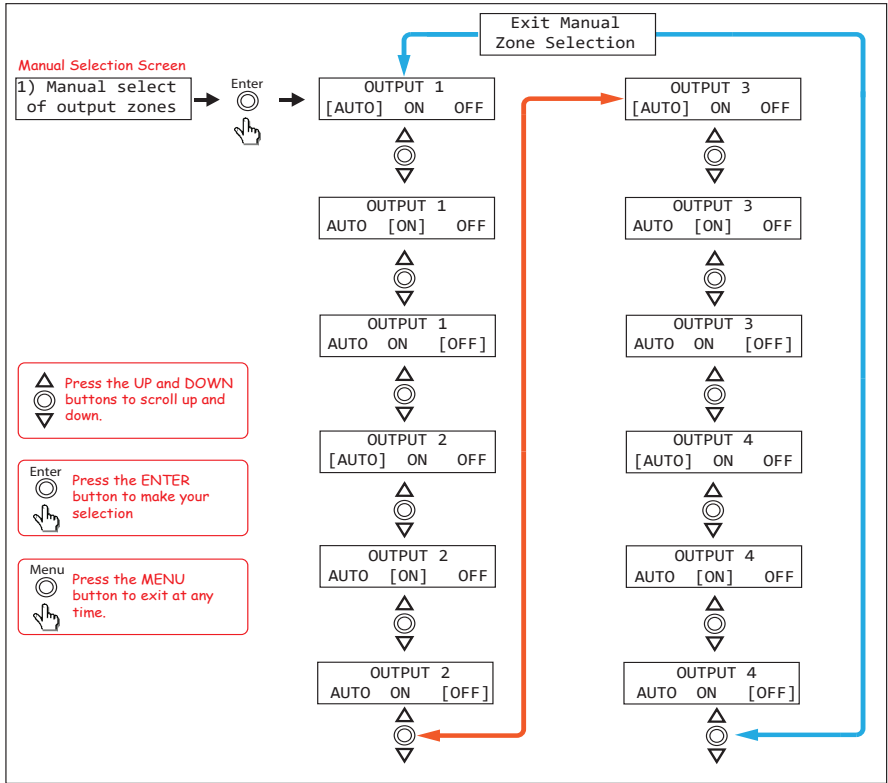 Exit Manual
Zone Selection
Manual Selection Screen
1) Manual select
of output zones
Enter
OUTPUT 1
[AUTO] ON OFF
OUTPUT 1
AUTO [ON] OFF
OUTPUT 1
AUTO ON [OFF]
OUTPUT 2
[AUTO] ON OFF
OUTPUT 2
AUTO [ON] OFF
OUTPUT 2
AUTO ON [OFF]
OUTPUT 3
[AUTO] ON OFF
OUTPUT 3
AUTO [ON] OFF
OUTPUT 3
AUTO ON [OFF]
OUTPUT 4
[AUTO] ON OFF
OUTPUT 4
AUTO [ON] OFF
OUTPUT 4
AUTO ON [OFF]
Press the UP and DOWN
buttons to scroll up and
down.
Enter
Press the ENTER
button to make your
selection
Menu
Press the MENU
button to exit at any
time.